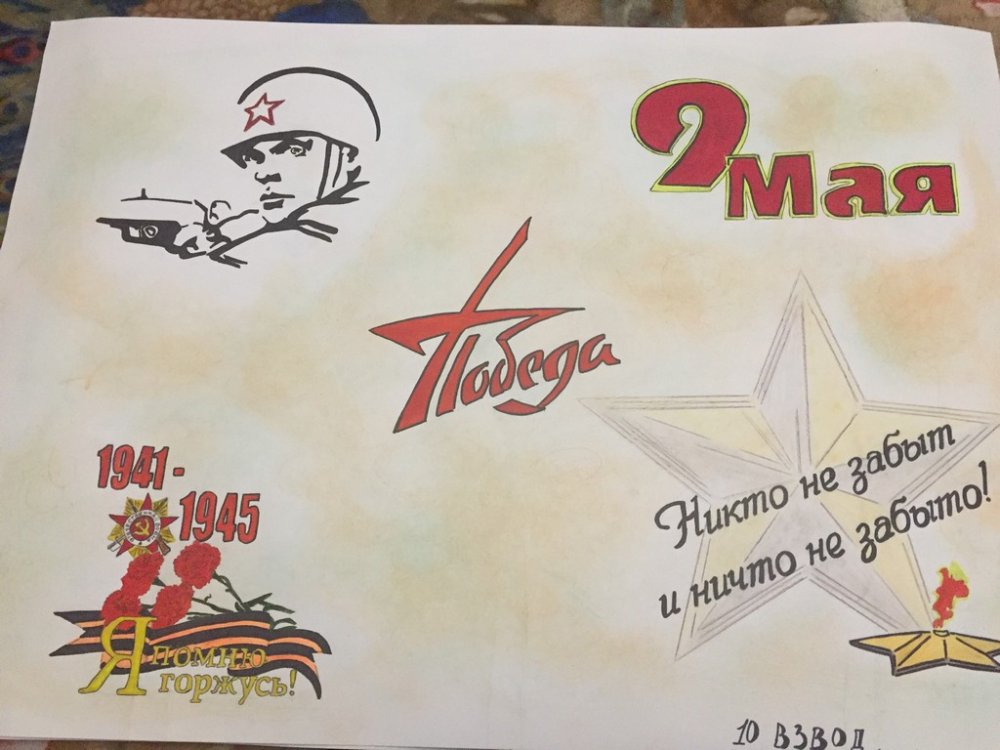 9 Мая
Победа
1941-
1945
Никто не забыт
и ничто не забыто!
Я помню
горжусь!
10 ВЗВОД